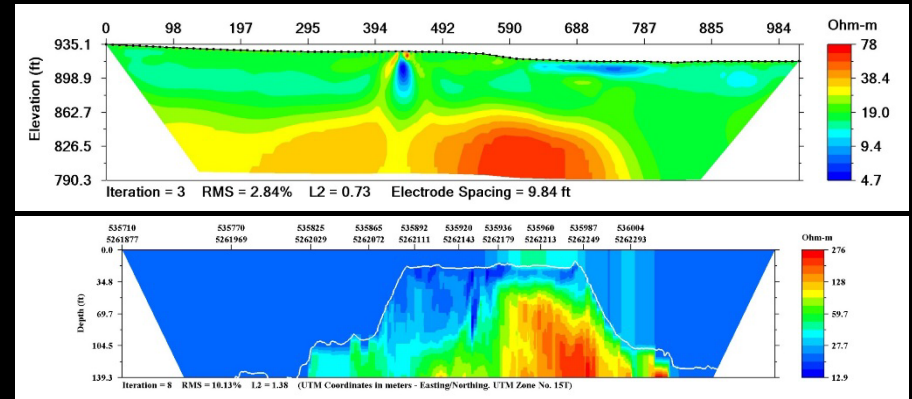 0 98 197 295 394 492 590 688 787 885 984 Ohm-m
935.1 78
898.9 38.4
862.7 19.0
826.5 9.4
790.3 4.7
Elevation (ft)
Iteration = 3 RMS = 2.84% L2 = 0.73 Electrode Spacing = 9.84 ft
535710 535770 535825 535865 535892 535920 535936 535960 535987 536004
5261877 5261969 5262029 5262072 5262111 5262143 5262179 5262213 5262249 5262293
Ohm-m
0.0 276
34.8 128
69.7 59.7
104.5 27.7
139.3 12.9
Depth (ft)
Iteration = 8 RMS = 10.13% L2 = 1.38 (UTM Coordinates in meters - Easting/Northing. UTM Zone No. 15T)